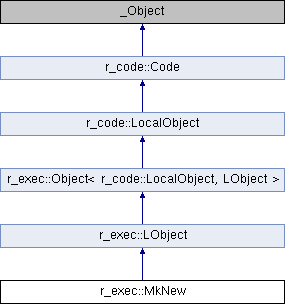 _Object
r_code::Code
r_code::LocalObject
r_exec::Object< r_code::LocalObject, LObject >
r_exec::LObject
r_exec::MkNew